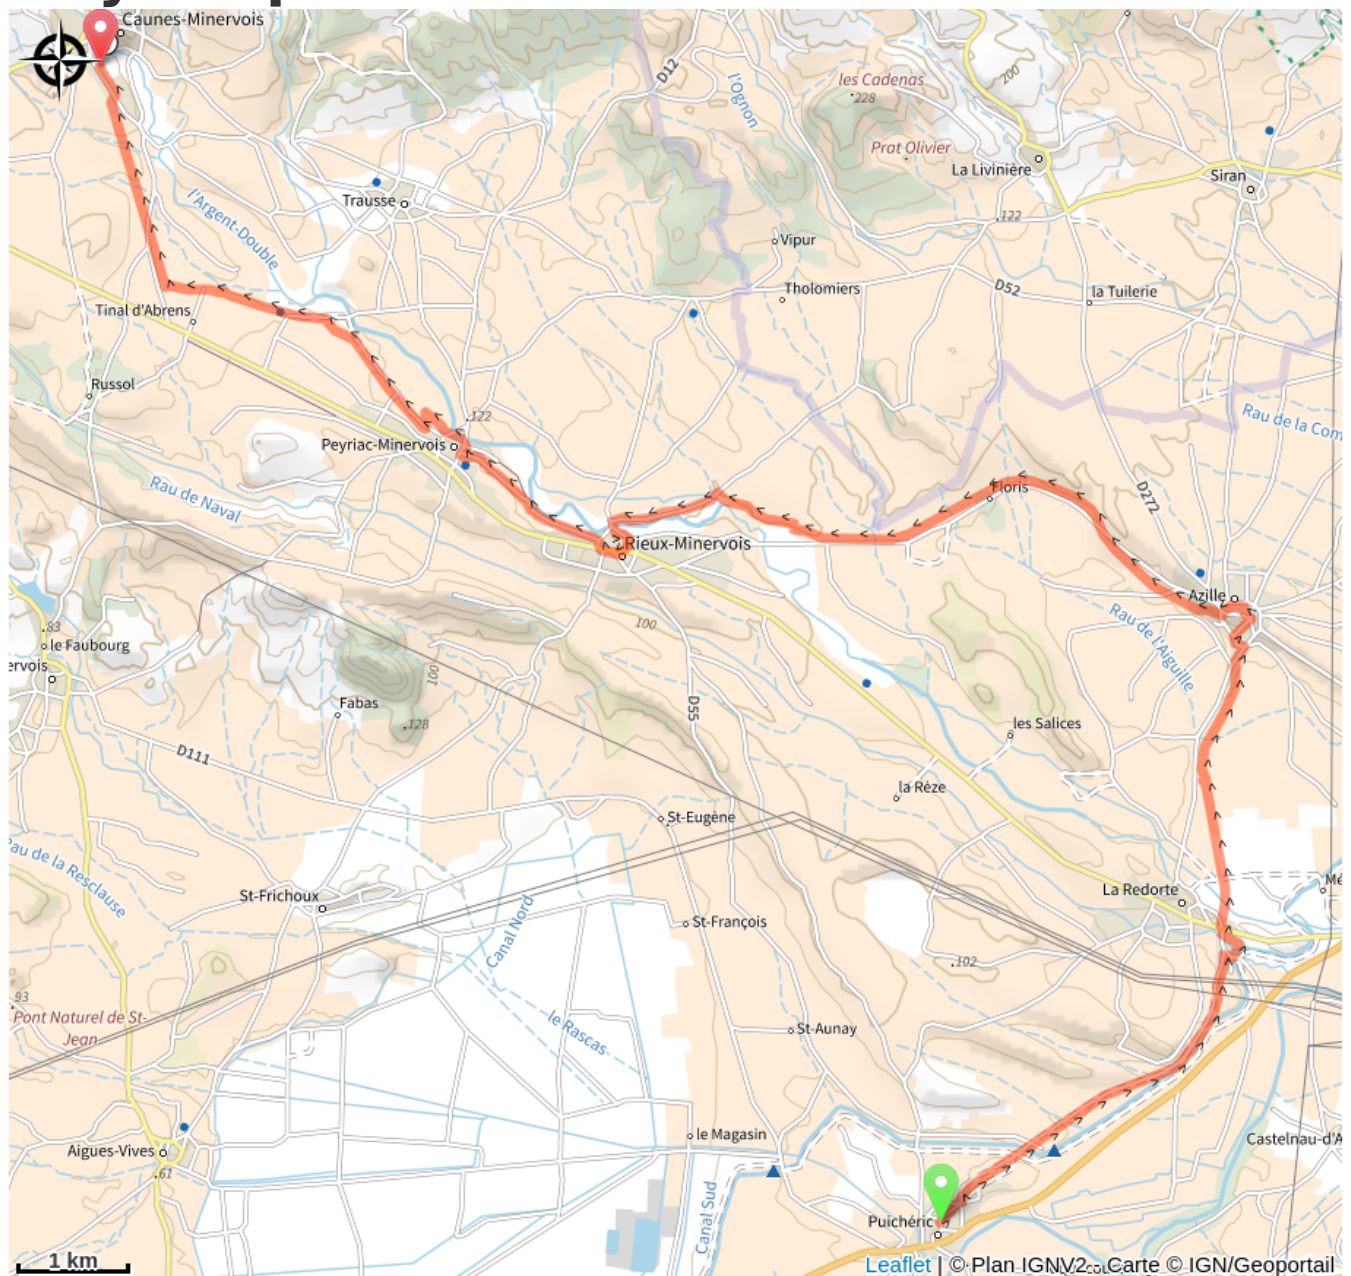 Caunes-Minervois
D12
l'Ognon
les Cadenas
228
200
Prat Olivier
La Livinière
Siran
Trausse
l'Argent-Double
122
Vipur
Tholomiers
D52
la Tuilerie
Tinal d'Abrens
Russol
122
Rau de la Com
Peyriac-Minervois
Rau de Naval
Floris
D272
Rieux-Minervois
Azille
100
Rau de l'Aiguille
83
le Faubourg
ervois
100
Fabas
128
D55
les Salices
D111
la Rèze
St-Eugène
Rau de la Resclause
La Redorte
Mé
St-Frichoux
St-François
Canal Nord
102
93
Pont Naturel de St-
Jean
le Rascas
St-Aunay
le Magasin
Castelnau-d'A
Aigues-Vives
61
Canal Sud
Puichéric
1 km
Leaflet | © Plan IGNV2 - Carte © IGN/Geoportail